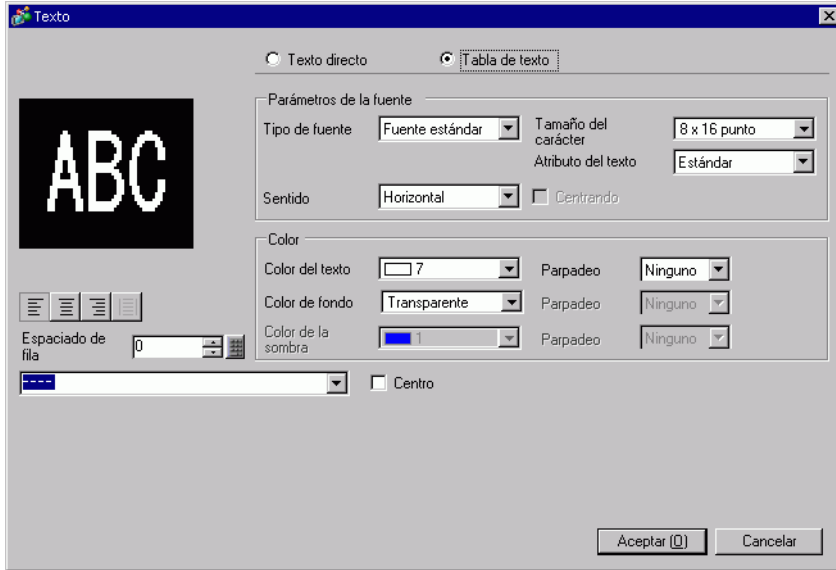 Texto
Texto directo
Tabla de texto
Parámetros de la fuente
Tipo de fuente
Fuente estándar
Tamaño del carácter
8 x 16 punto
Atributo del texto
Estándar
Sentido
Horizontal
Centrando
ABC
Color
Color del texto
7
Parpadeo
Ninguno
Color de fondo
Transparente
Parpadeo
Ninguno
Color de la sombra
1
Parpadeo
Ninguno
Espaciado de fila
0
----
Centro
Aceptar (O)
Cancelar